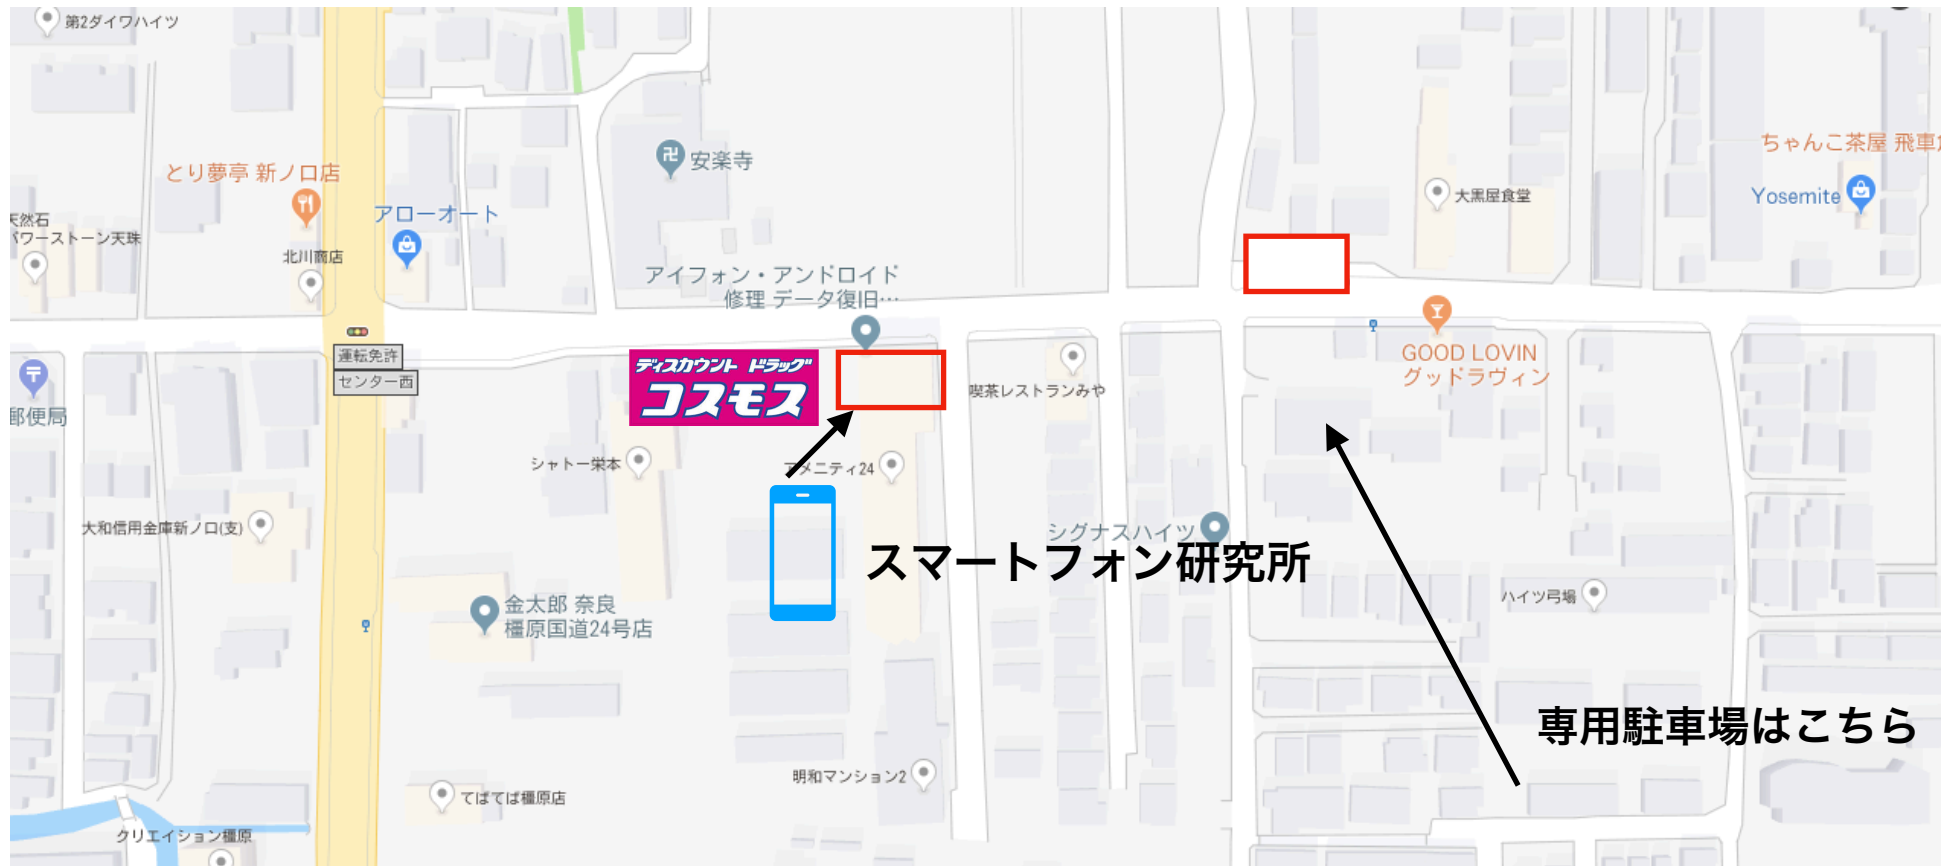 第2ダイワハイツ
とり夢亭 新ノ口店
アローオート
天然石
パワーストーン天珠
北川商店
安楽寺
大黒屋食堂
ちゃんこ茶屋 飛車
Yosemite
アイフォン・アンドロイド
修理 データ復旧…
運転免許
センター西
郵便局
ディスカウント ドラッグ
コスモス
喫茶レストランみや
GOOD LOVIN
グッドラヴィン
シャトー栄本
アメニティ24
大和信用金庫新ノ口(支)
シグナスハイツ
スマートフォン研究所
金太郎 奈良
橿原国道24号店
ハイツ弓場
専用駐車場はこちら
明和マンション2
てばてば橿原店
クリエイション橿原